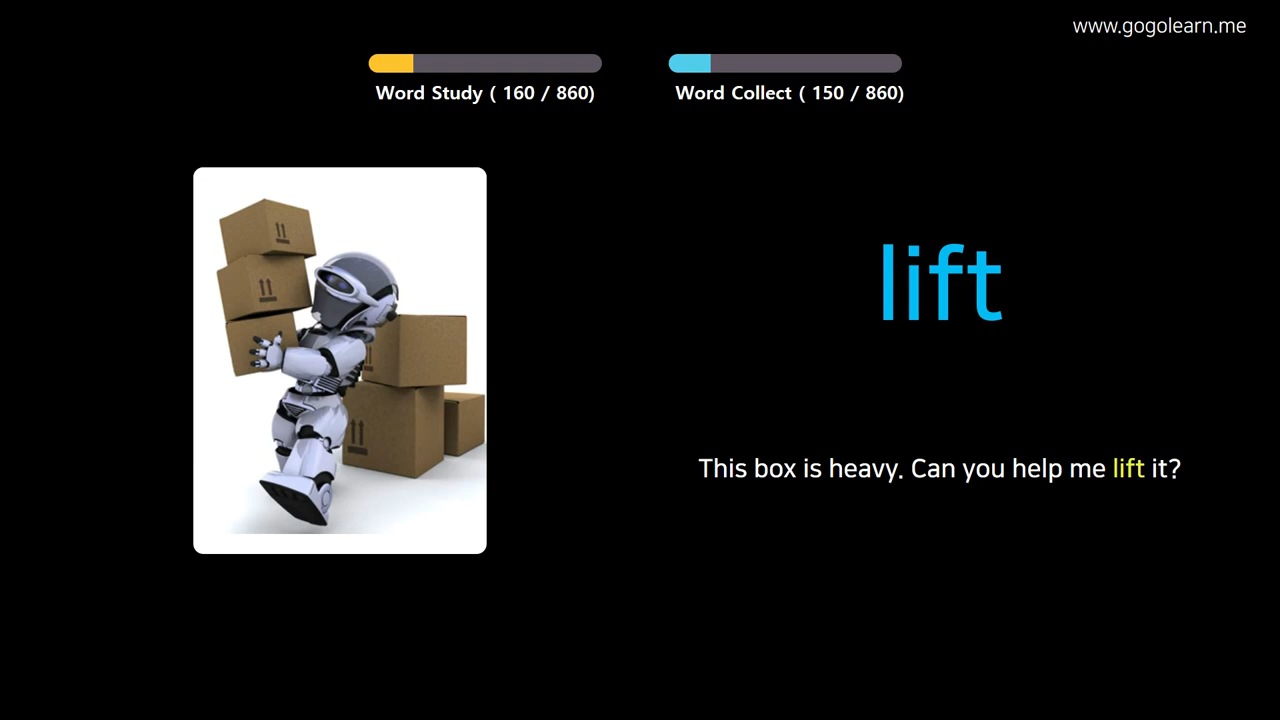 www.gogolearn.me
Word Study ( 160 / 860)
Word Collect ( 150 / 860)
lift
This box is heavy. Can you help me lift it?